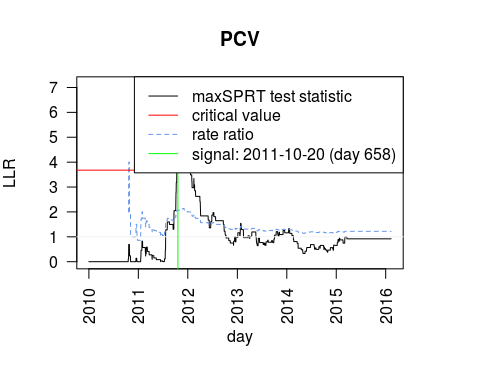 PCV
maxSPRT test statistic
critical value
rate ratio
signal: 2011-10-20 (day 658)
LLR
7
6
5
4
3
2
1
0
2010
2011
2012
2013
2014
2015
2016
day